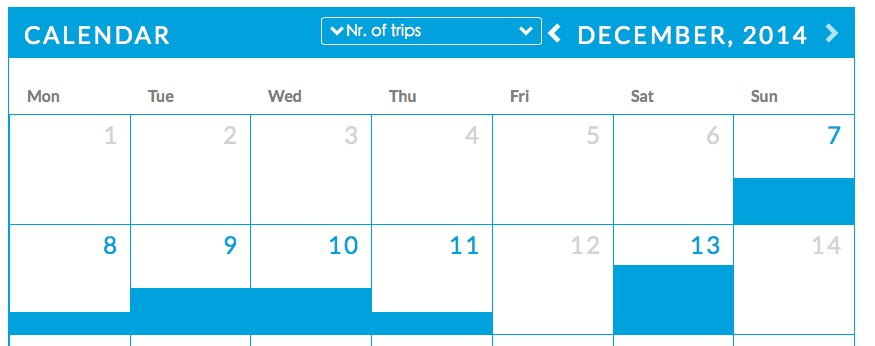 CALENDAR Nr. of trips DECEMBER, 2014
Mon Tue Wed Thu Fri Sat Sun
1 2 3 4 5 6 7
8 9 10 11 12 13 14